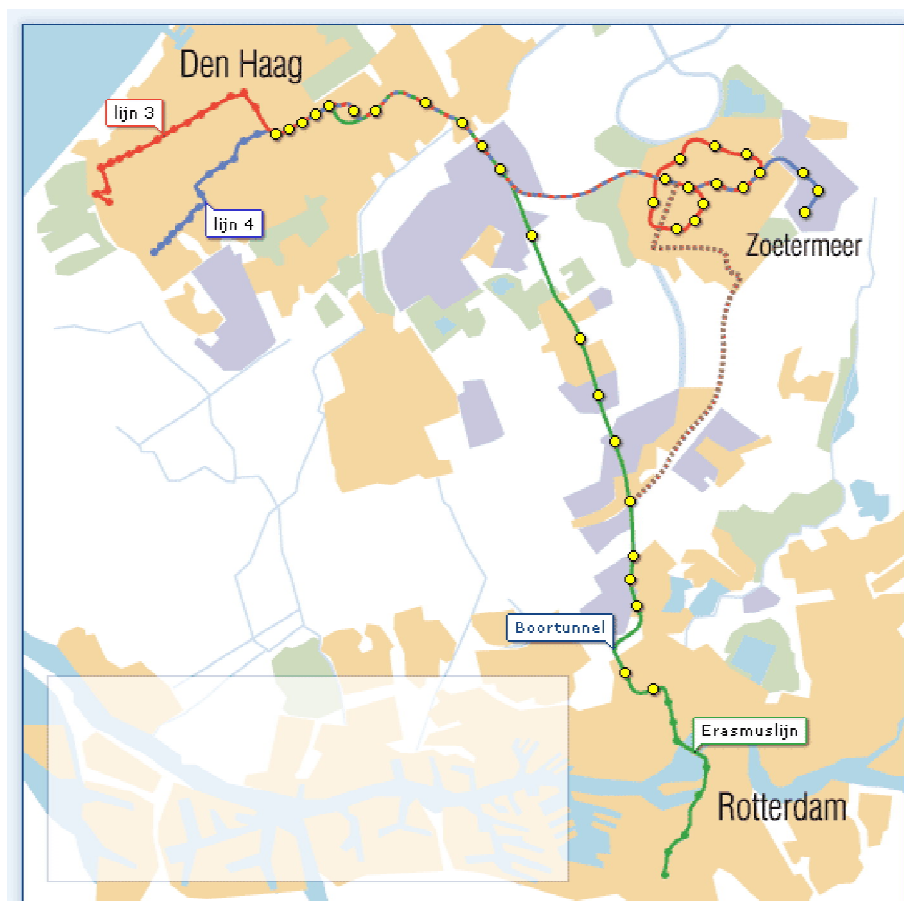 Den Haag
lijn 3
lijn 4
Zoetermeer
Boortunnel
Erasmuslijn
Rotterdam